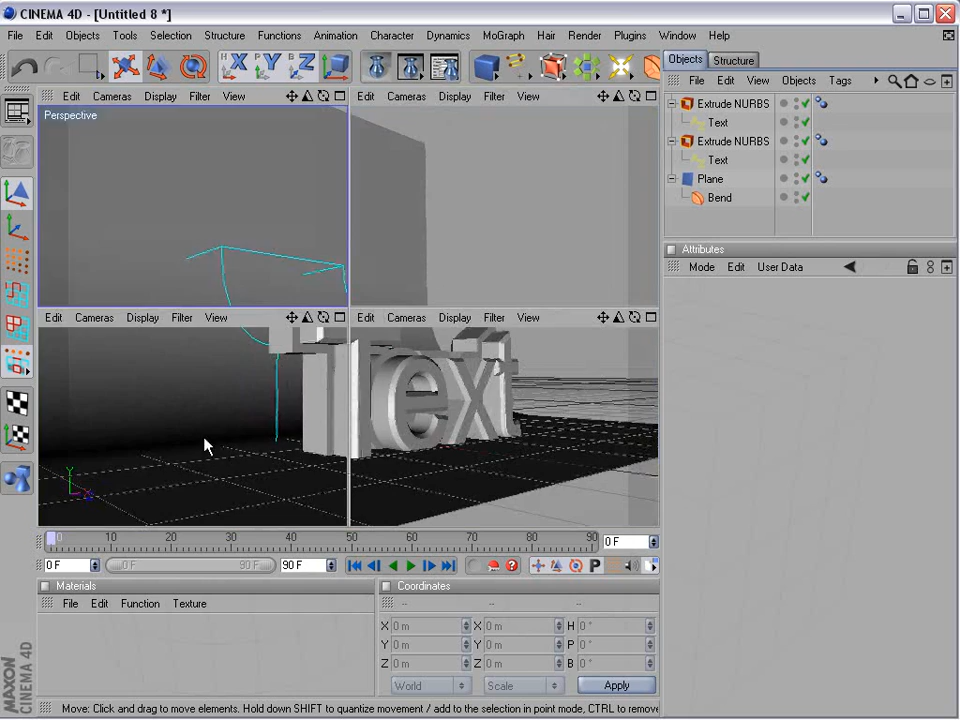 CINEMA 4D - [Untitled 8 *]
File Edit Objects Tools Selection Structure Functions Animation Character Dynamics MoGraph Hair Render Plugins Window Help
X Y Z
Objects Structure
File Edit View Objects Tags
Edit Cameras Display Filter View
Edit Cameras Display Filter View
Perspective
Extrude NURBS
Text
Extrude NURBS
Text
Plane
Bend
Attributes
Mode Edit User Data
Edit Cameras Display Filter View
Edit Cameras Display Filter View
Text
Y
0 10 20 30 40 50 60 70 80 90
0 F
0 F 0 F 90 F 90 F
P
Materials
File Edit Function Texture
Coordinates
-- -- --
X 0 m X 0 m H 0 °
Y 0 m Y 0 m P 0 °
Z 0 m Z 0 m B 0 °
World Scale Apply
MAXON
CINEMA 4D
Move: Click and drag to move elements. Hold down SHIFT to quantize movement / add to the selection in point mode, CTRL to remove